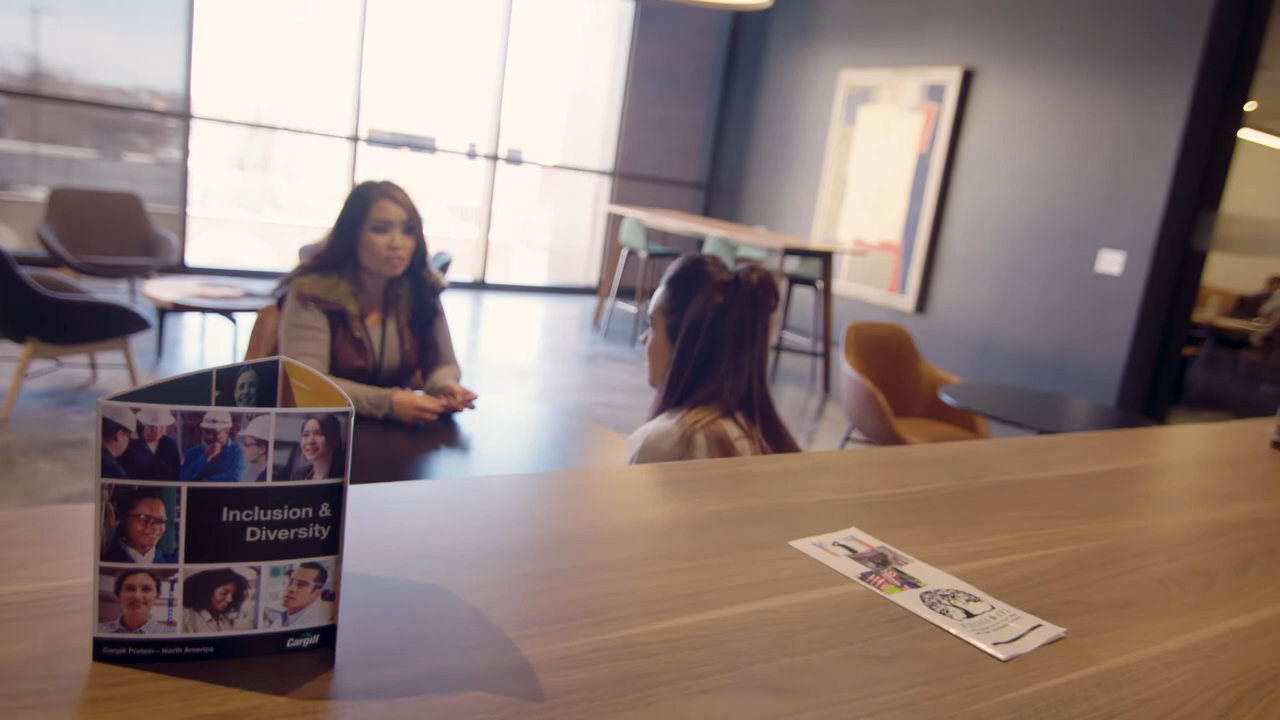 Inclusion &
Diversity
Cargill
Cargill Protein – North America